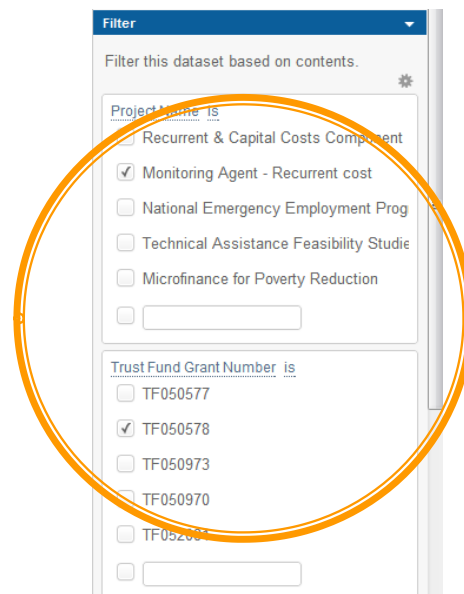 Filter
Filter this dataset based on contents.
Project Name is
Recurrent & Capital Costs Component
Monitoring Agent - Recurrent cost
National Emergency Employment Prog
Technical Assistance Feasibility Studie
Microfinance for Poverty Reduction
Trust Fund Grant Number is
TF050577
TF050578
TF050973
TF050970